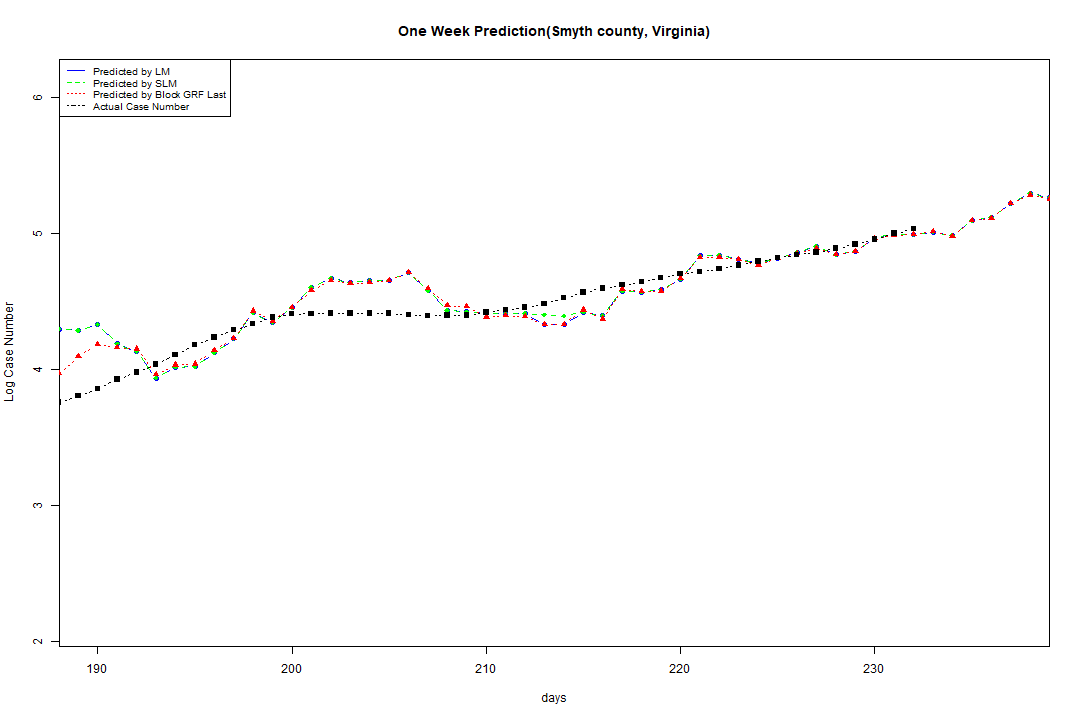 One Week Prediction(Smyth county, Virginia)
Predicted by LM
Predicted by SLM
Predicted by Block GRF Last
Actual Case Number
6
5
4
3
2
Log Case Number
190 200 210 220 230
days